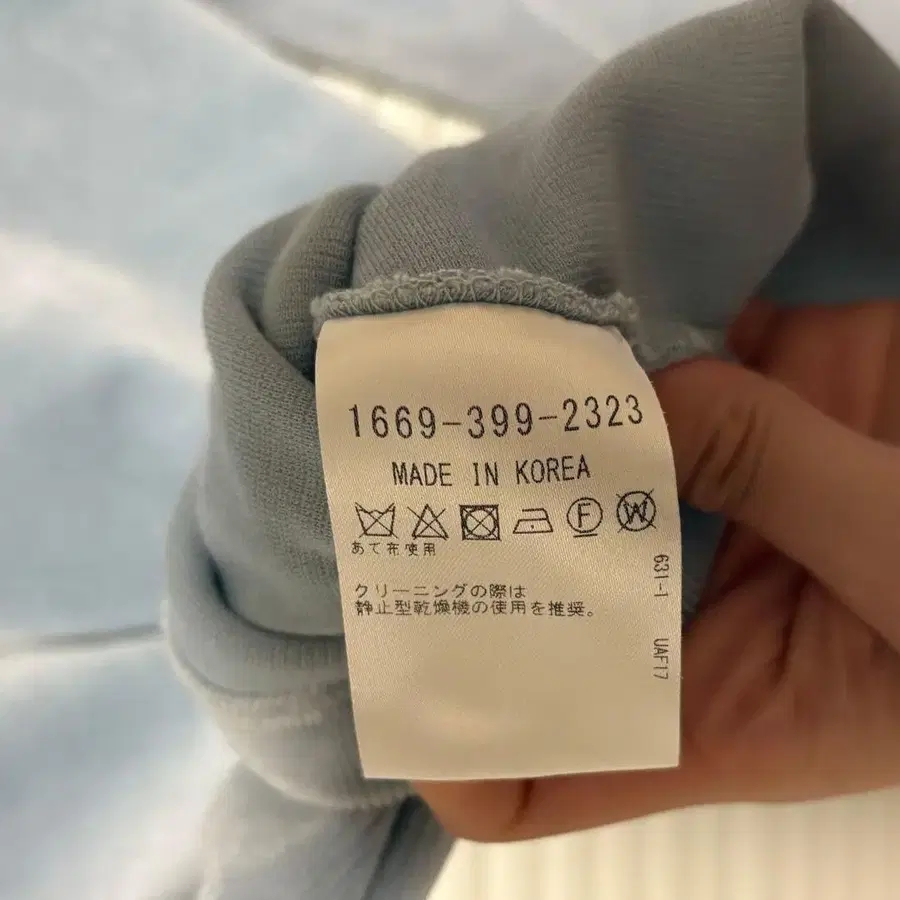 1669-399-2323
MADE IN KOREA
F W
あて布使用
クリーニングの際は
静止型乾燥機の使用を推奨。
631-1 UAF17